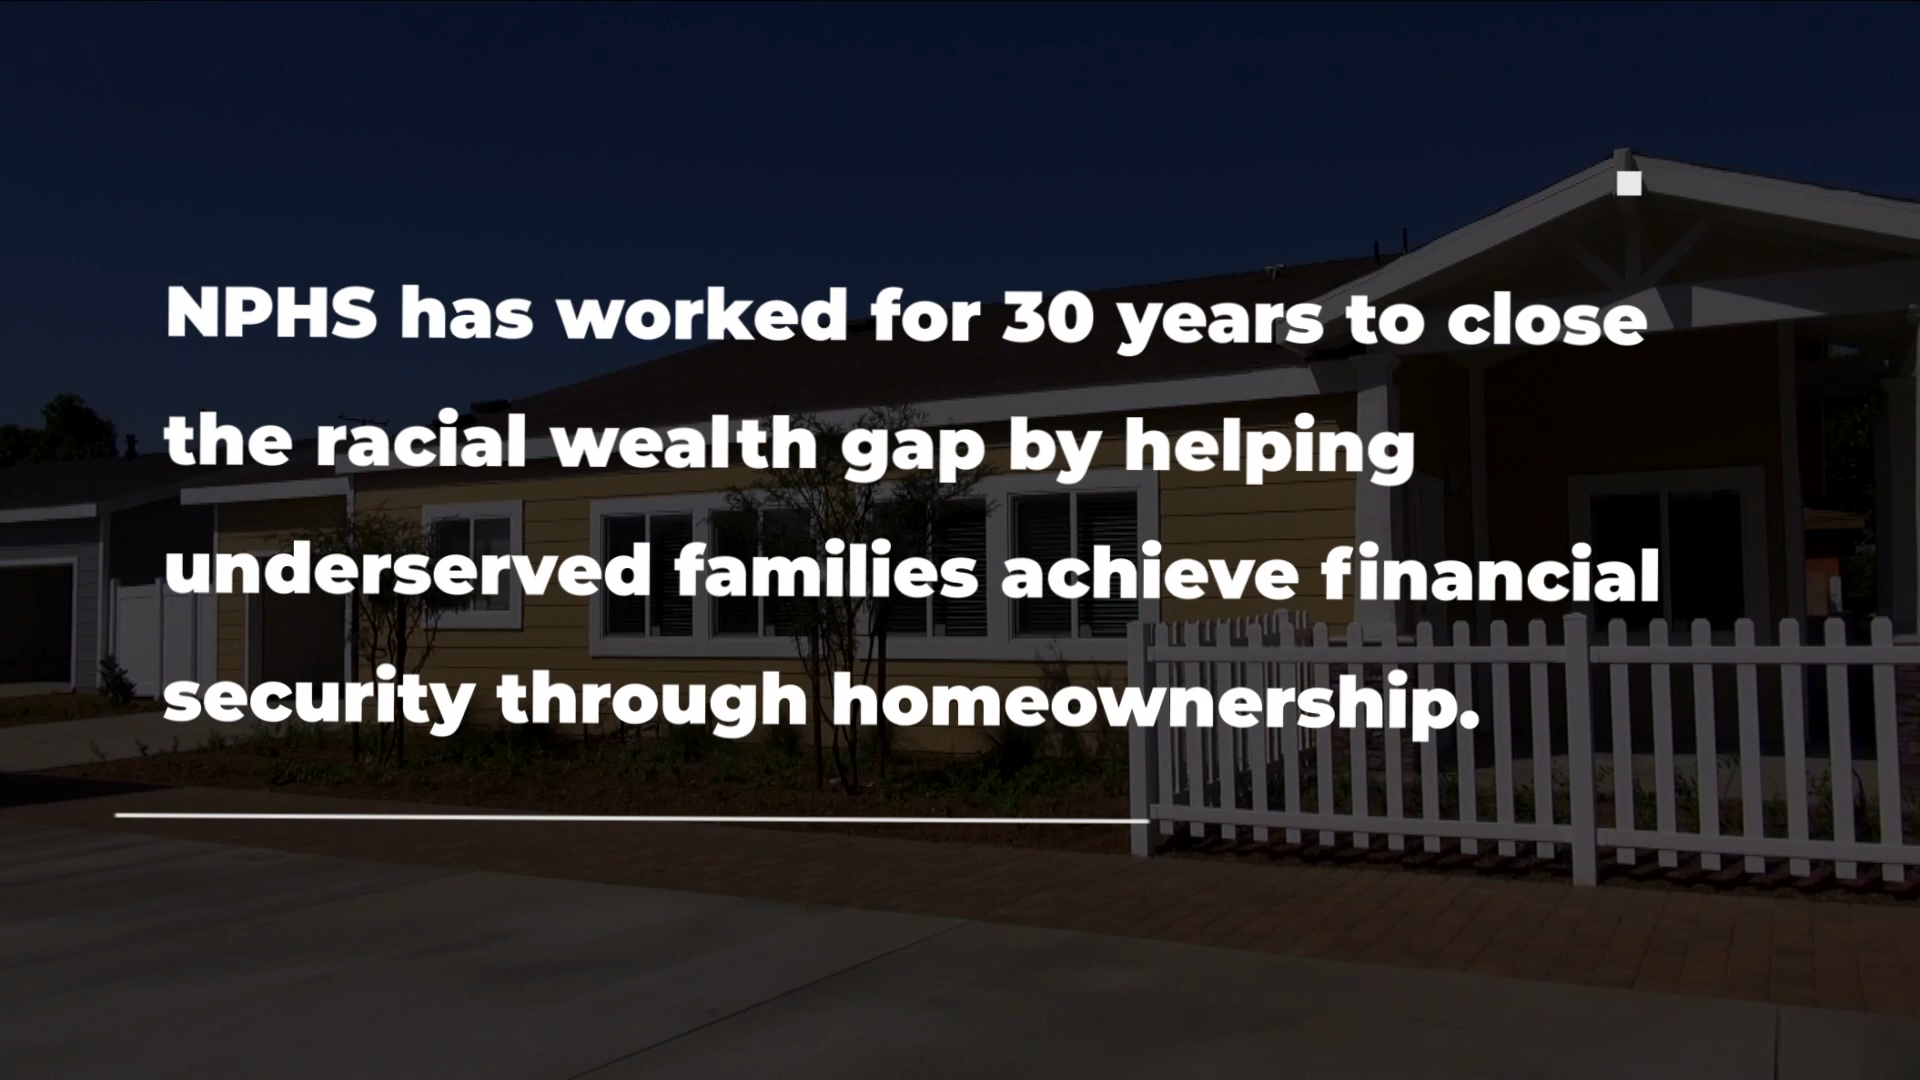 NPHS has worked for 30 years to close
the racial wealth gap by helping
underserved families achieve financial
security through homeownership.